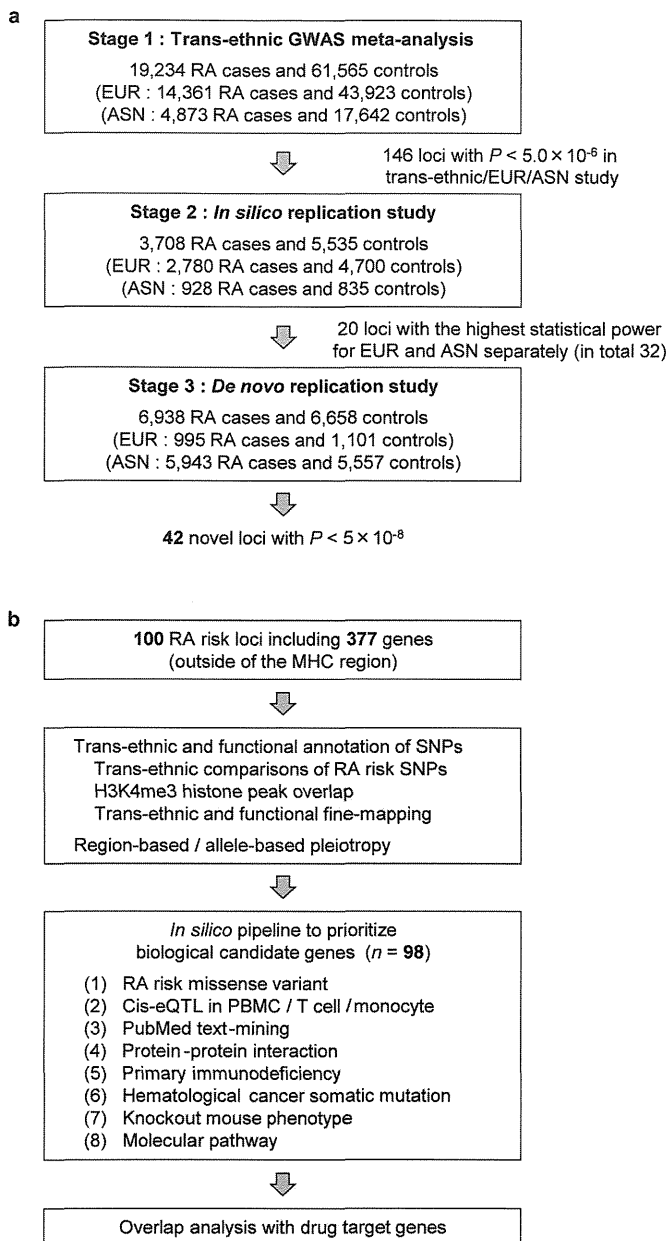 a
Stage 1 : Trans-ethnic GWAS meta-analysis
19,234 RA cases and 61,565 controls
(EUR : 14,361 RA cases and 43,923 controls)
(ASN : 4,873 RA cases and 17,642 controls)
146 loci with P < 5.0 × 10⁻⁶ in
trans-ethnic/EUR/ASN study
Stage 2 : In silico replication study
3,708 RA cases and 5,535 controls
(EUR : 2,780 RA cases and 4,700 controls)
(ASN : 928 RA cases and 835 controls)
20 loci with the highest statistical power
for EUR and ASN separately (in total 32)
Stage 3 : De novo replication study
6,938 RA cases and 6,658 controls
(EUR : 995 RA cases and 1,101 controls)
(ASN : 5,943 RA cases and 5,557 controls)
42 novel loci with P < 5 × 10⁻⁸
b
100 RA risk loci including 377 genes
(outside of the MHC region)
Trans-ethnic and functional annotation of SNPs
Trans-ethnic comparisons of RA risk SNPs
H3K4me3 histone peak overlap
Trans-ethnic and functional fine-mapping
Region-based / allele-based pleiotropy
In silico pipeline to prioritize
biological candidate genes (n = 98)
(1) RA risk missense variant
(2) Cis-eQTL in PBMC / T cell / monocyte
(3) PubMed text-mining
(4) Protein-protein interaction
(5) Primary immunodeficiency
(6) Hematological cancer somatic mutation
(7) Knockout mouse phenotype
(8) Molecular pathway
Overlap analysis with drug target genes